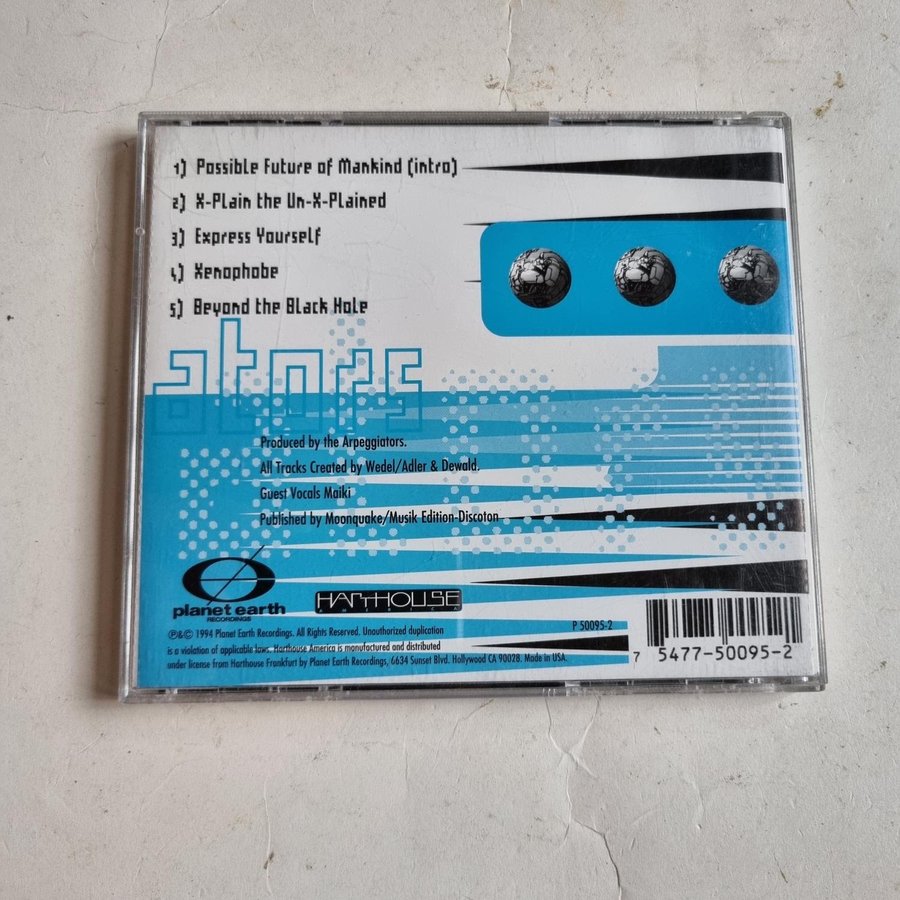 1) Possible Future of Mankind (intro)
2) X-Plain the Un-X-Plained
3) Express Yourself
4) Xenophobe
5) Beyond the Black Hole
ators
Produced by the Arpeggiators.
All Tracks Created by Wedel/Adler & Dewald.
Guest Vocals Maiki
Published by Moonquake/Musik Edition-Discoton
planet earth
RECORDINGS
HARTHOUSE
AMERICA
P 50095-2
℗&© 1994 Planet Earth Recordings. All Rights Reserved. Unauthorized duplication
is a violation of applicable laws. Harthouse America is manufactured and distributed
under license from Harthouse Frankfurt by Planet Earth Recordings, 6634 Sunset Blvd. Hollywood CA 90028. Made in USA.
7 5477-50095-2